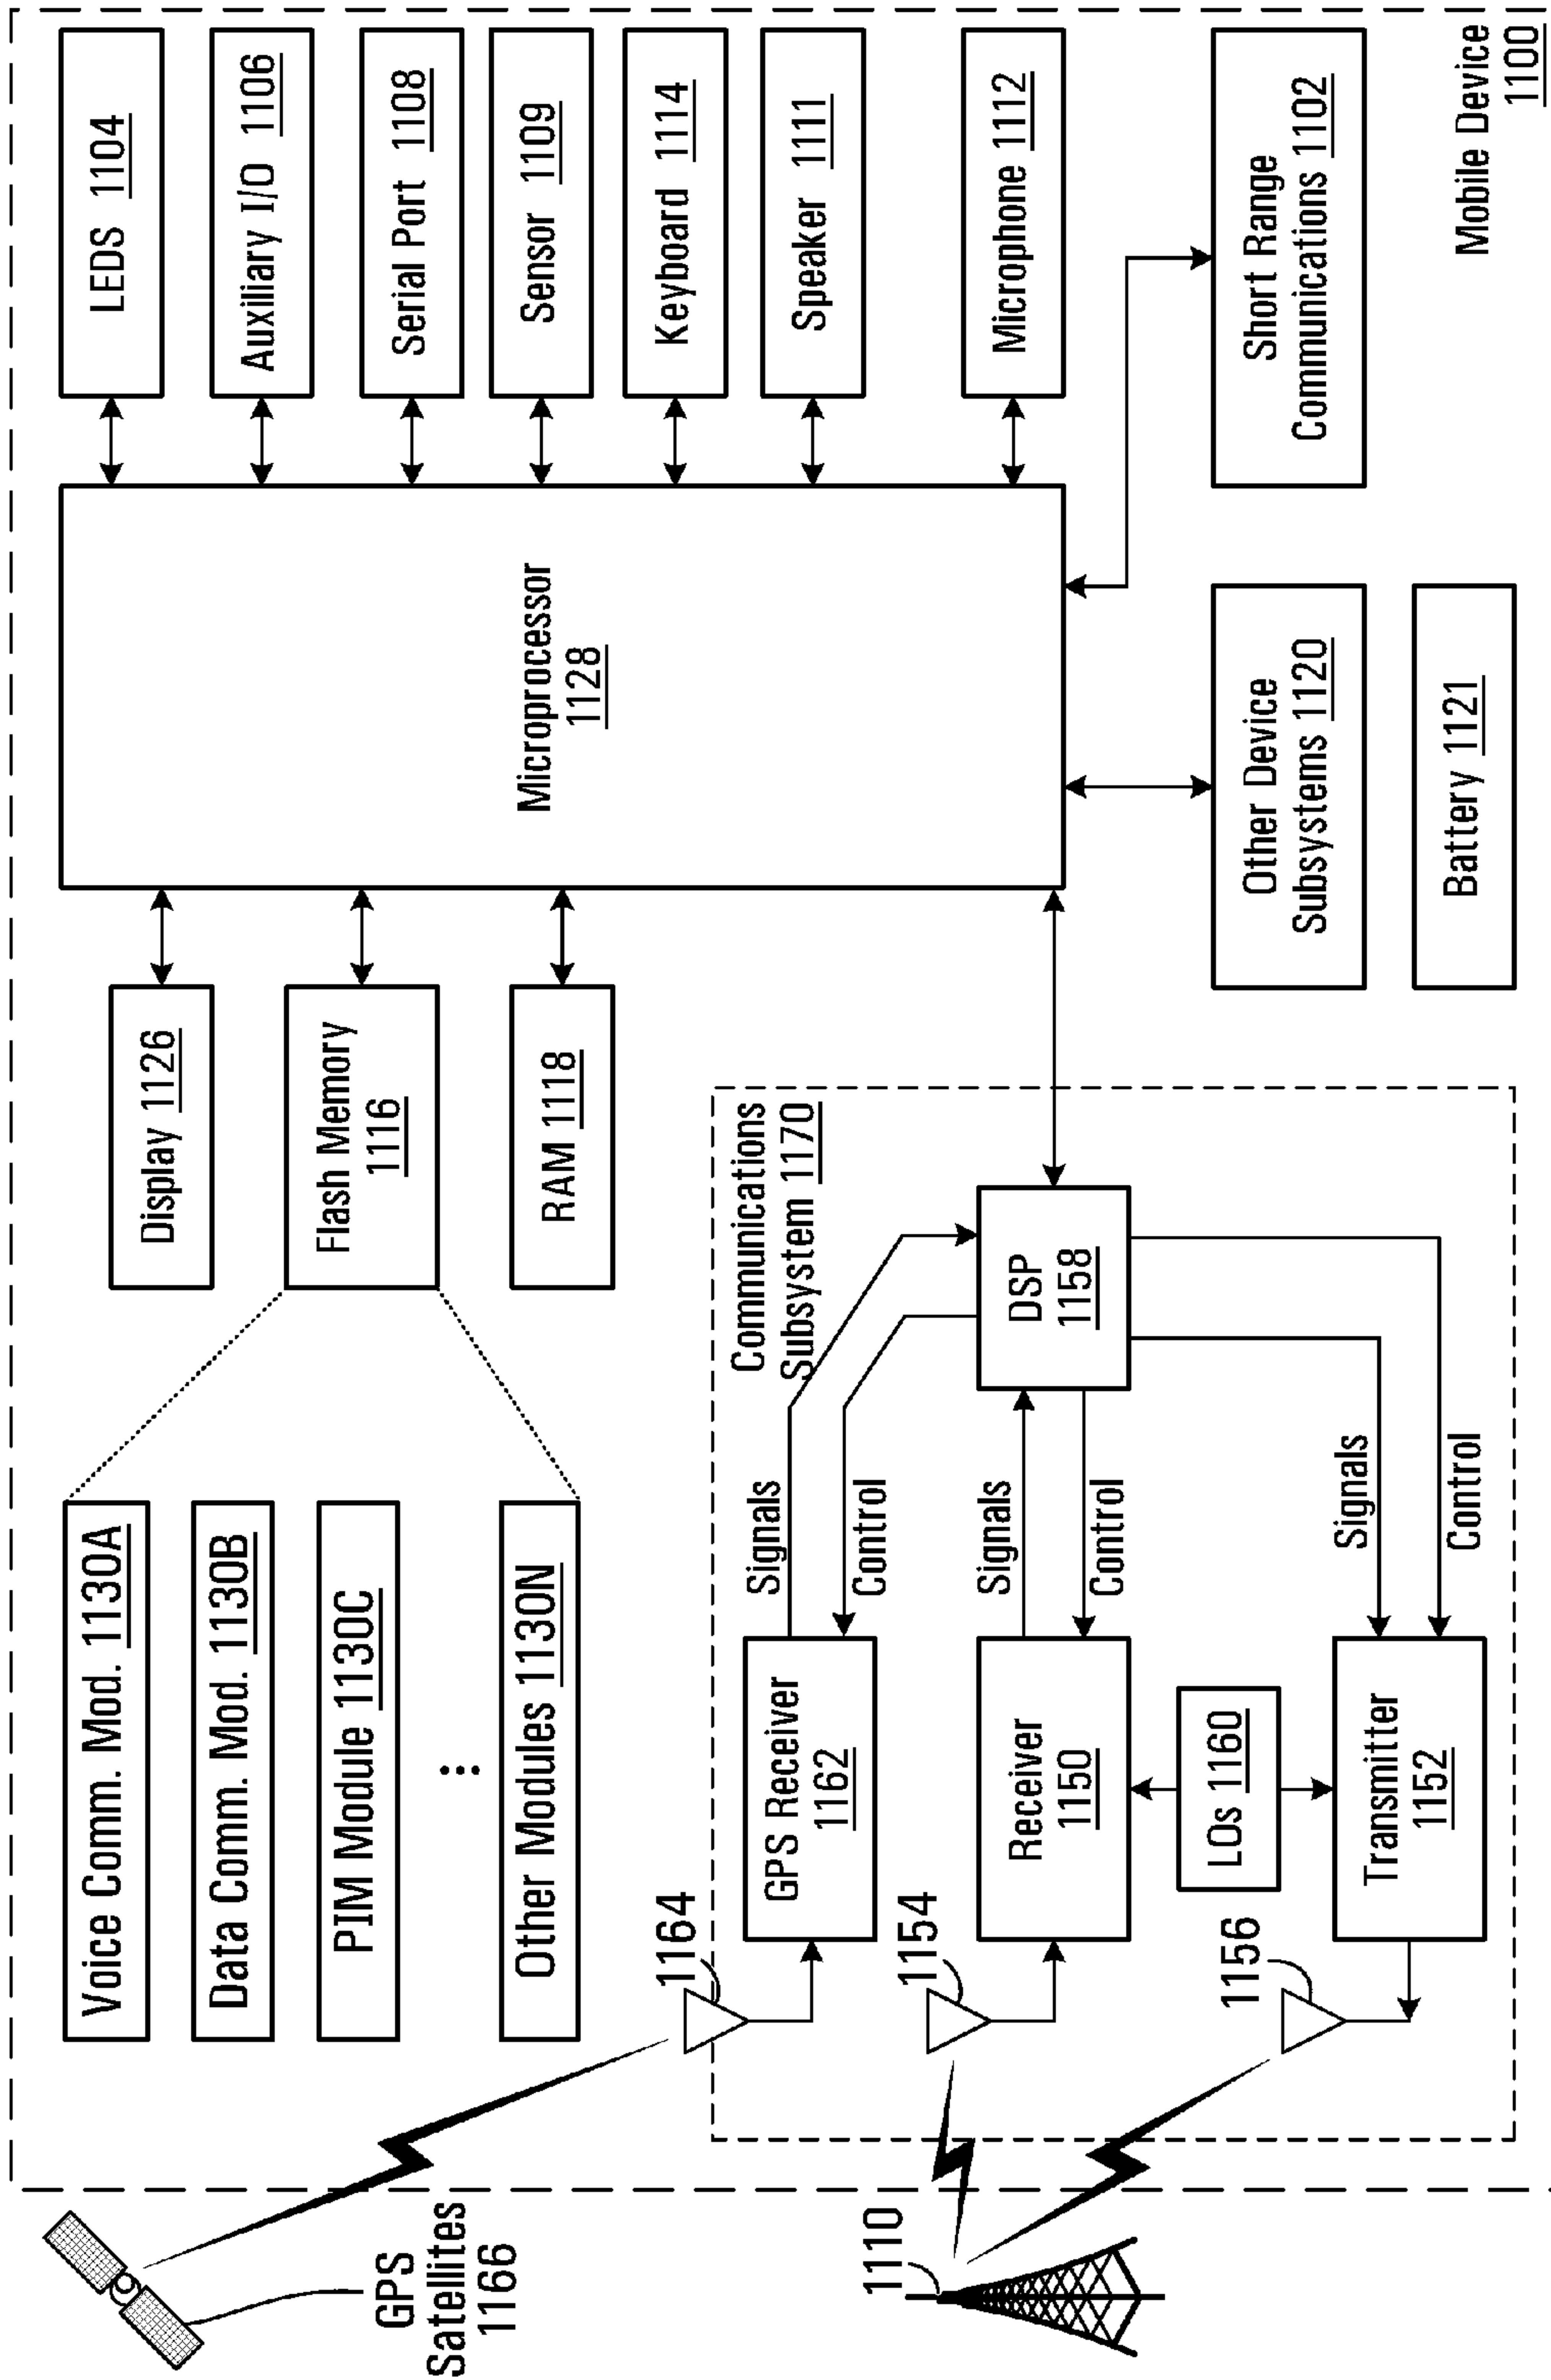 GPS
Satellites
1166
1110
Voice Comm. Mod. 1130A
Data Comm. Mod. 1130B
PIM Module 1130C
...
Other Modules 1130N
Display 1126
Flash Memory
1116
RAM 1118
Microprocessor
1128
LEDS 1104
Auxiliary I/O 1106
Serial Port 1108
Sensor 1109
Keyboard 1114
Speaker 1111
Microphone 1112
Short Range
Communications 1102
Other Device
Subsystems 1120
Battery 1121
Communications
Subsystem 1170
1164
GPS Receiver
1162
Signals
Control
DSP
1158
1154
Receiver
1150
Signals
Control
LOs 1160
1156
Transmitter
1152
Signals
Control
Mobile Device
1100